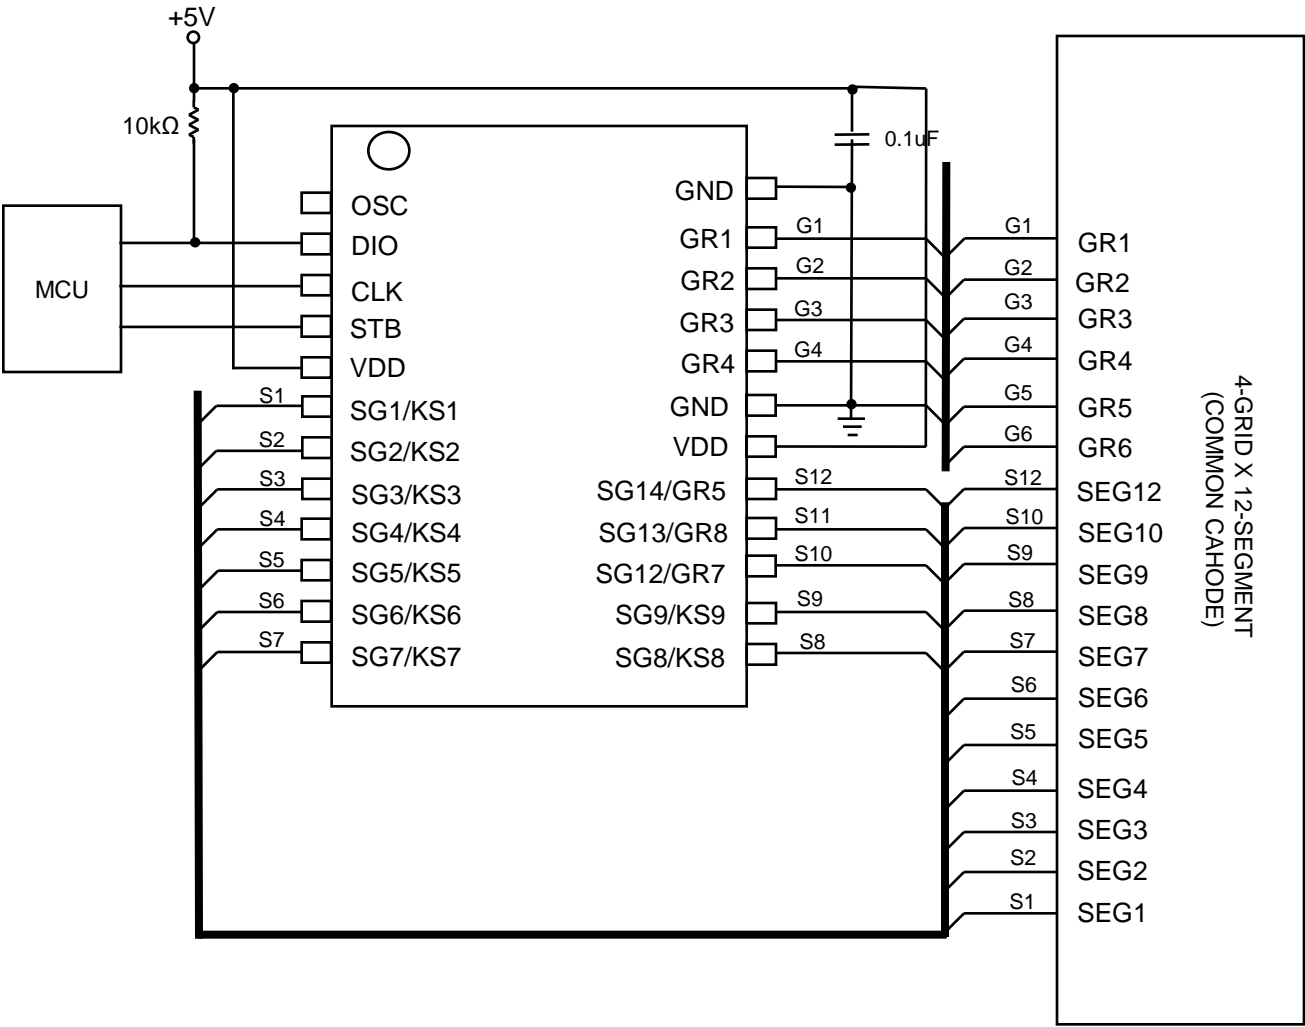 +5V
10kΩ
0.1uF
MCU
OSC
DIO
CLK
STB
VDD
S1
SG1/KS1
S2
SG2/KS2
S3
SG3/KS3
S4
SG4/KS4
S5
SG5/KS5
S6
SG6/KS6
S7
SG7/KS7
GND
GR1
G1
GR2
G2
GR3
G3
GR4
G4
GND
VDD
SG14/GR5
S12
SG13/GR8
S11
SG12/GR7
S10
SG9/KS9
S9
SG8/KS8
S8
G1
GR1
G2
GR2
G3
GR3
G4
GR4
G5
GR5
G6
GR6
S12
SEG12
S10
SEG10
S9
SEG9
S8
SEG8
S7
SEG7
S6
SEG6
S5
SEG5
S4
SEG4
S3
SEG3
S2
SEG2
S1
SEG1
4-GRID X 12-SEGMENT
(COMMON CAHODE)